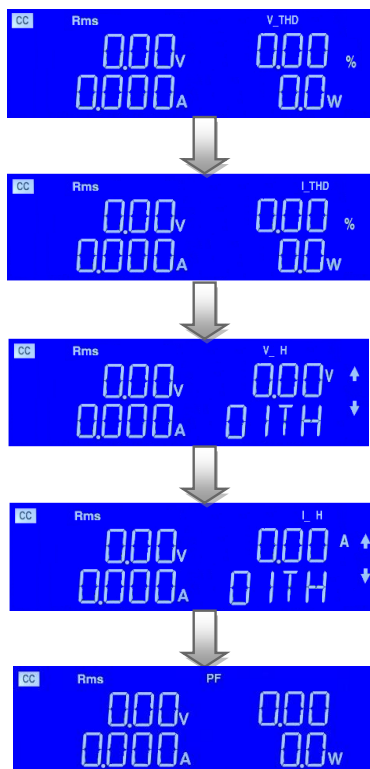 CC Rms V_THD
0.00V 0.00 %
0.000A 0.0W
CC Rms I_THD
0.00V 0.00 %
0.000A 0.0W
CC Rms V_ H
0.00V 0.00V
0.000A 01TH
CC Rms I_ H
0.00V 0.00 A
0.000A 01TH
CC Rms PF
0.00V 0.00
0.000A 0.0W